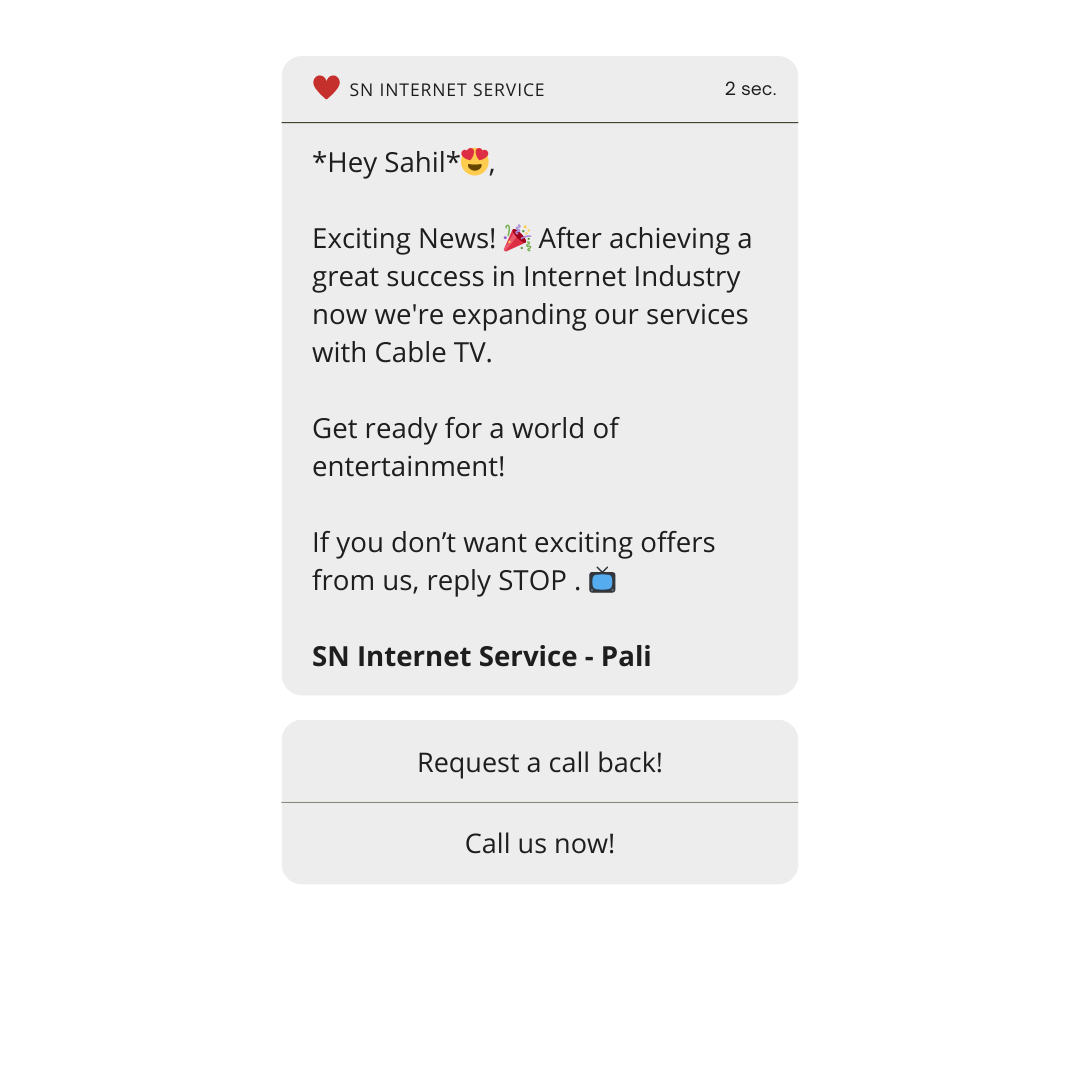 SN INTERNET SERVICE
2 sec.
*Hey Sahil*😍,
Exciting News! 🎉 After achieving a
great success in Internet Industry
now we're expanding our services
with Cable TV.
Get ready for a world of
entertainment!
If you don’t want exciting offers
from us, reply STOP . 📺
SN Internet Service - Pali
Request a call back!
Call us now!